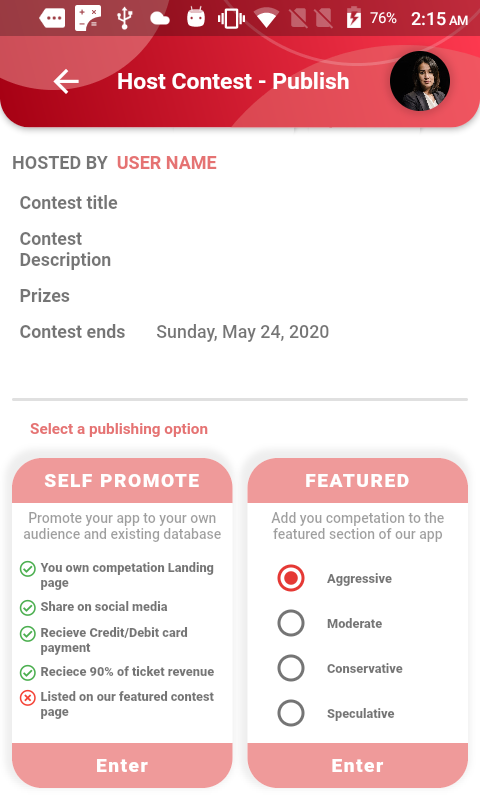 76% 2:15 AM
Host Contest - Publish
HOSTED BY USER NAME
Contest title
Contest
Description
Prizes
Contest ends Sunday, May 24, 2020
Select a publishing option
SELF PROMOTE
Promote your app to your own
audience and existing database
You own competation Landing
page
Share on social media
Recieve Credit/Debit card
payment
Reciece 90% of ticket revenue
Listed on our featured contest
page
Enter
FEATURED
Add you competation to the
featured section of our app
Aggressive
Moderate
Conservative
Speculative
Enter